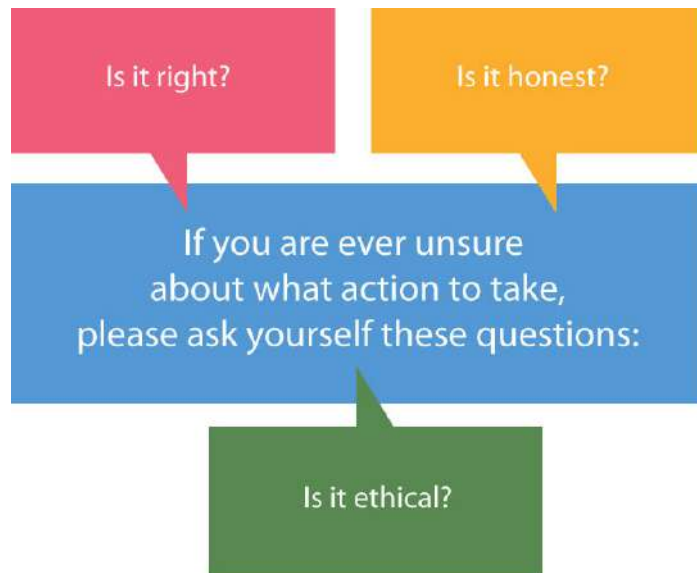 Is it right?
Is it honest?
If you are ever unsure
about what action to take,
please ask yourself these questions:
Is it ethical?